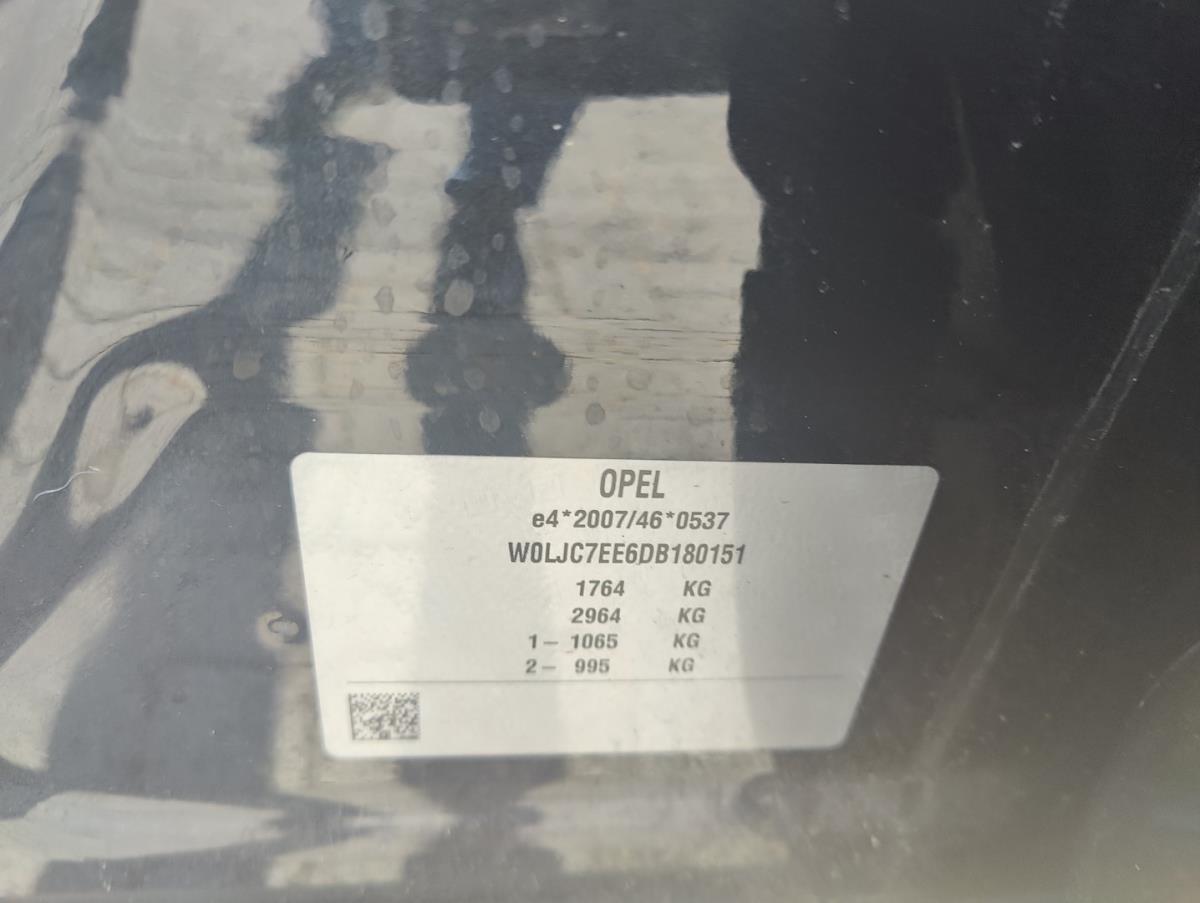 OPEL
e4*2007/46*0537
W0LJC7EE6DB180151
1764 KG
2964 KG
1– 1065 KG
2– 995 KG